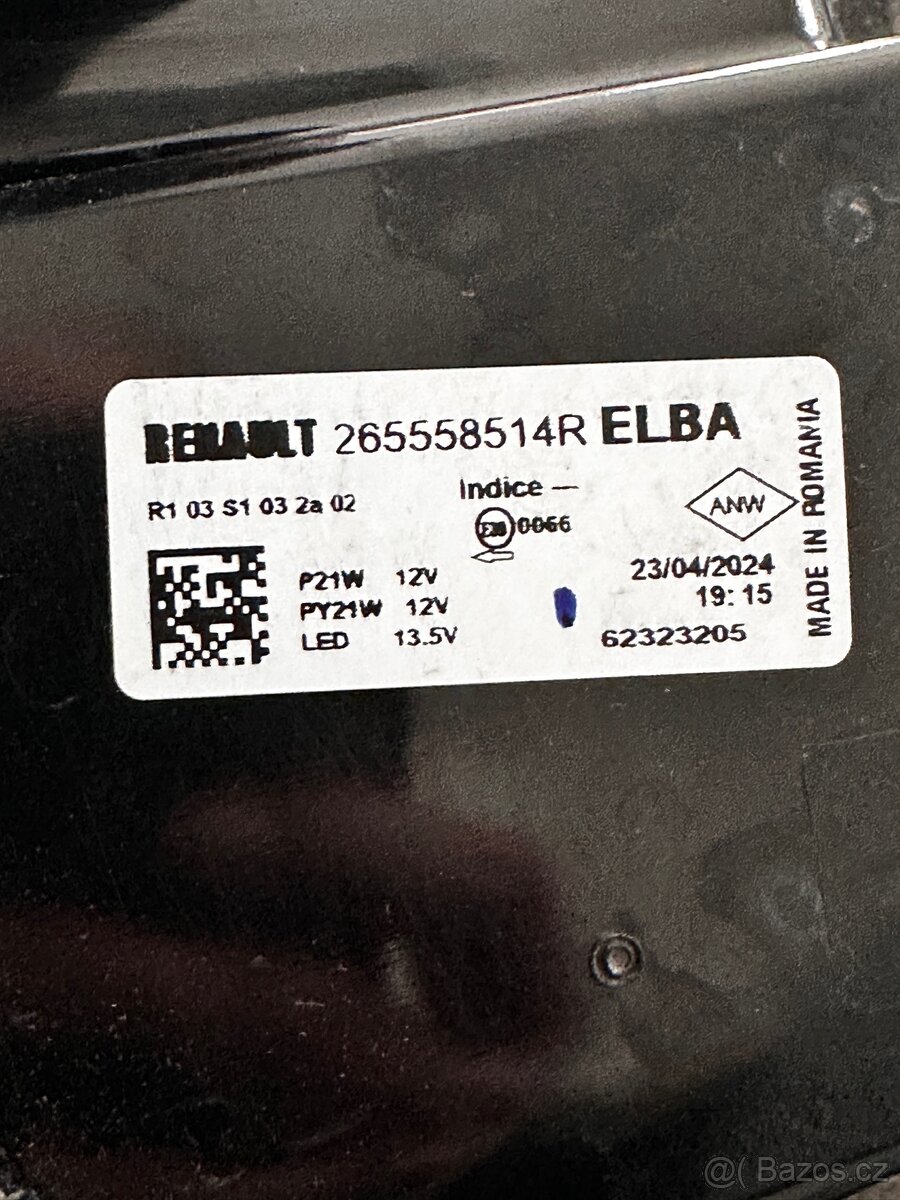 RENAULT 265558514R ELBA
R1 03 S1 03 2a 02
Indice —
0066
ANW
P21W 12V
PY21W 12V
LED 13.5V
23/04/2024
19:15
62323205
MADE IN ROMANIA
@( Bazos.cz